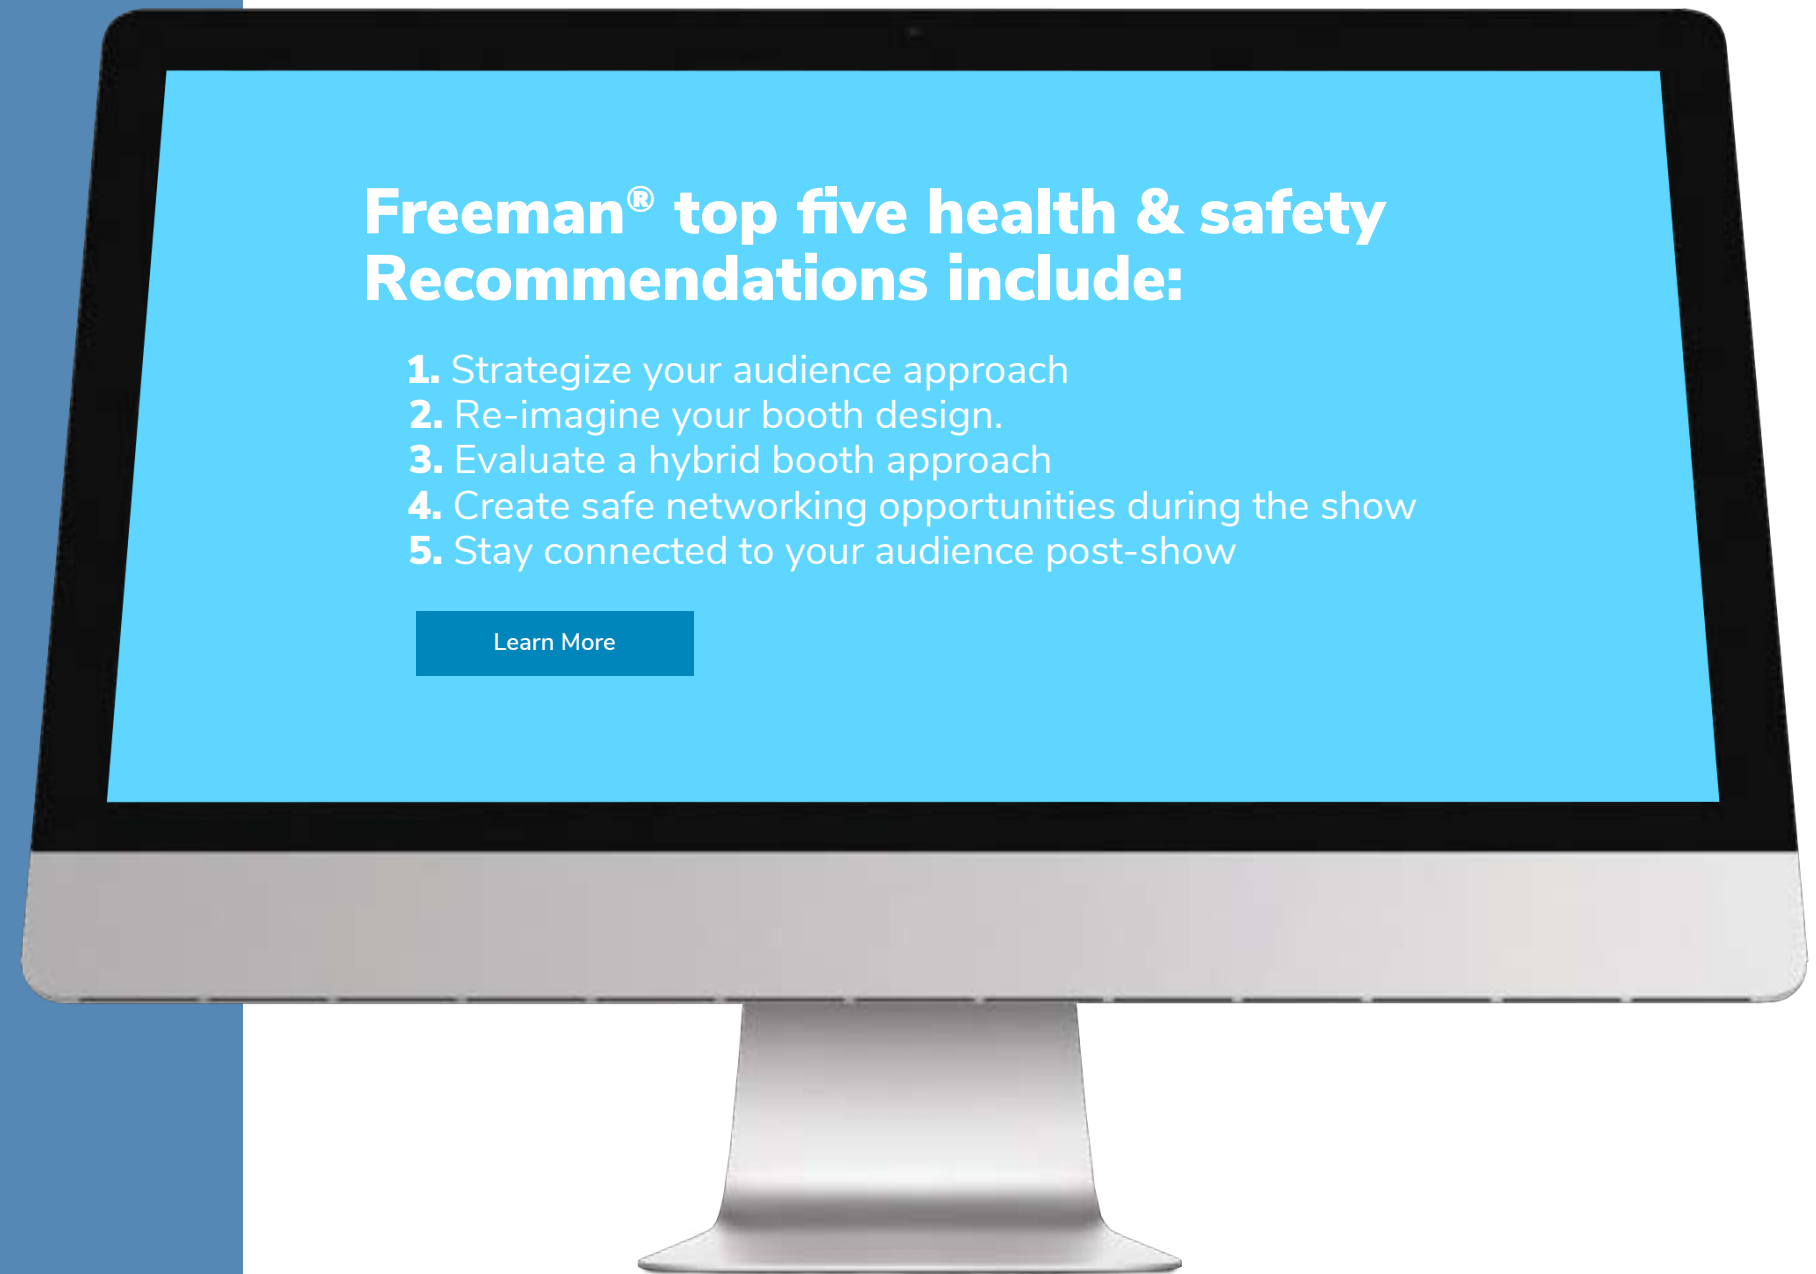 Freeman® top five health & safety
Recommendations include:
1. Strategize your audience approach
2. Re-imagine your booth design.
3. Evaluate a hybrid booth approach
4. Create safe networking opportunities during the show
5. Stay connected to your audience post-show
Learn More